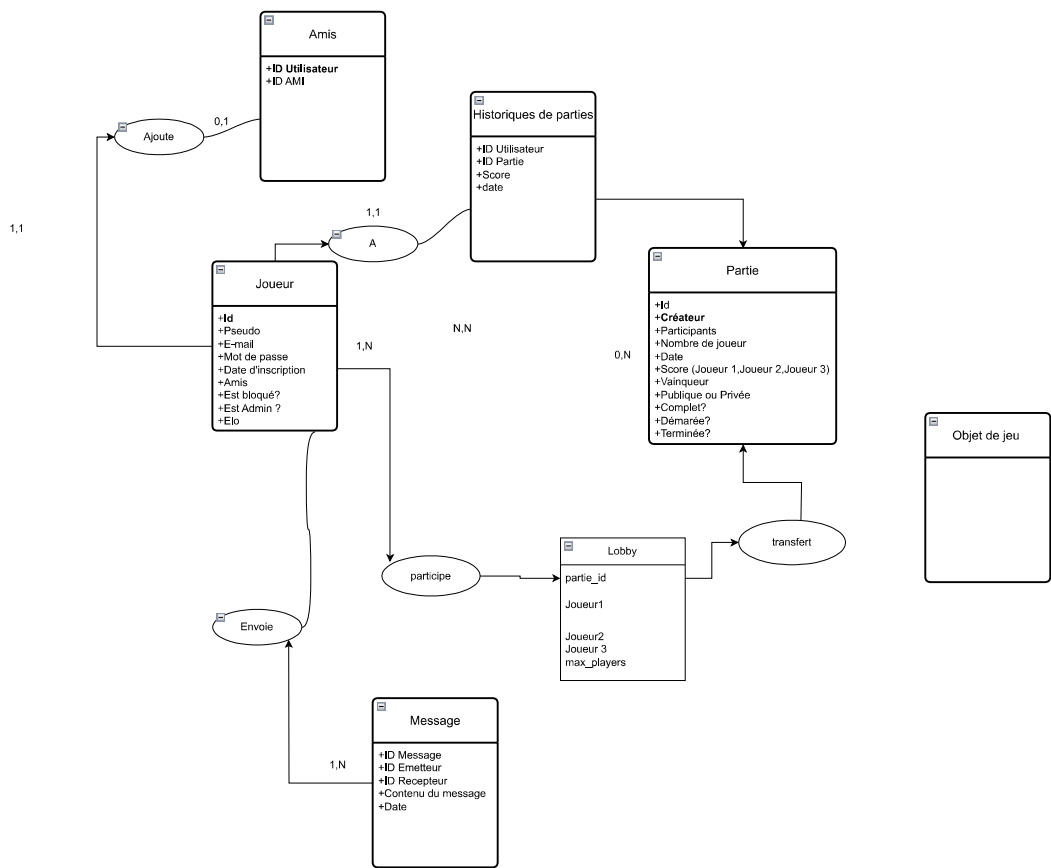 Amis
+ID Utilisateur
+ID AMI
Ajoute
0,1
Historiques de parties
+ID Utilisateur
+ID Partie
+Score
+date
1,1
1,1
A
Joueur
+Id
+Pseudo
+E-mail
+Mot de passe
+Date d'inscription
+Amis
+Est bloqué?
+Est Admin ?
+Elo
1,N
N,N
0,N
Partie
+Id
+Créateur
+Participants
+Nombre de joueur
+Date
+Score (Joueur 1,Joueur 2,Joueur 3)
+Vainqueur
+Publique ou Privée
+Complet?
+Démarée?
+Terminée?
Objet de jeu
participe
Lobby
partie_id
Joueur1
Joueur2
Joueur 3
max_players
transfert
Envoie
1,N
Message
+ID Message
+ID Emetteur
+ID Recepteur
+Contenu du message
+Date